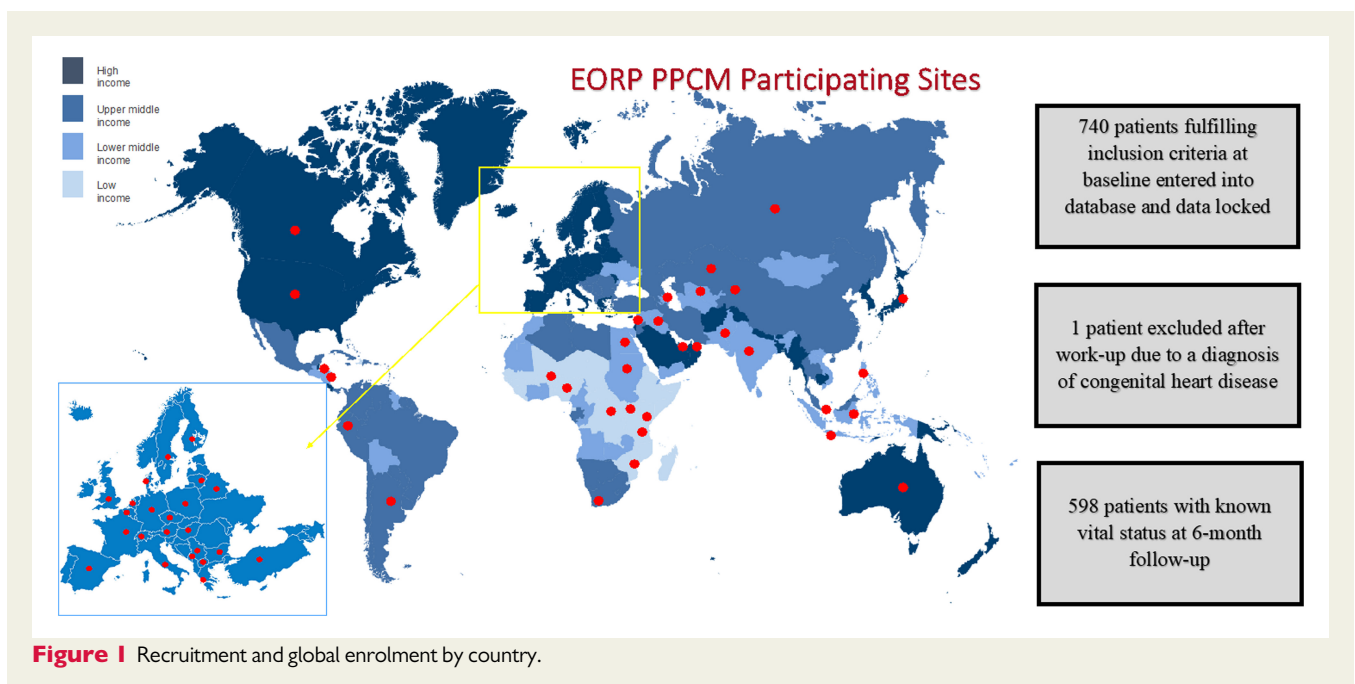 High
income
Upper middle
income
Lower middle
income
Low
income
EORP PPCM Participating Sites
740 patients fulfilling
inclusion criteria at
baseline entered into
database and data locked
1 patient excluded after
work-up due to a diagnosis
of congenital heart disease
598 patients with known
vital status at 6-month
follow-up
Figure 1 Recruitment and global enrolment by country.